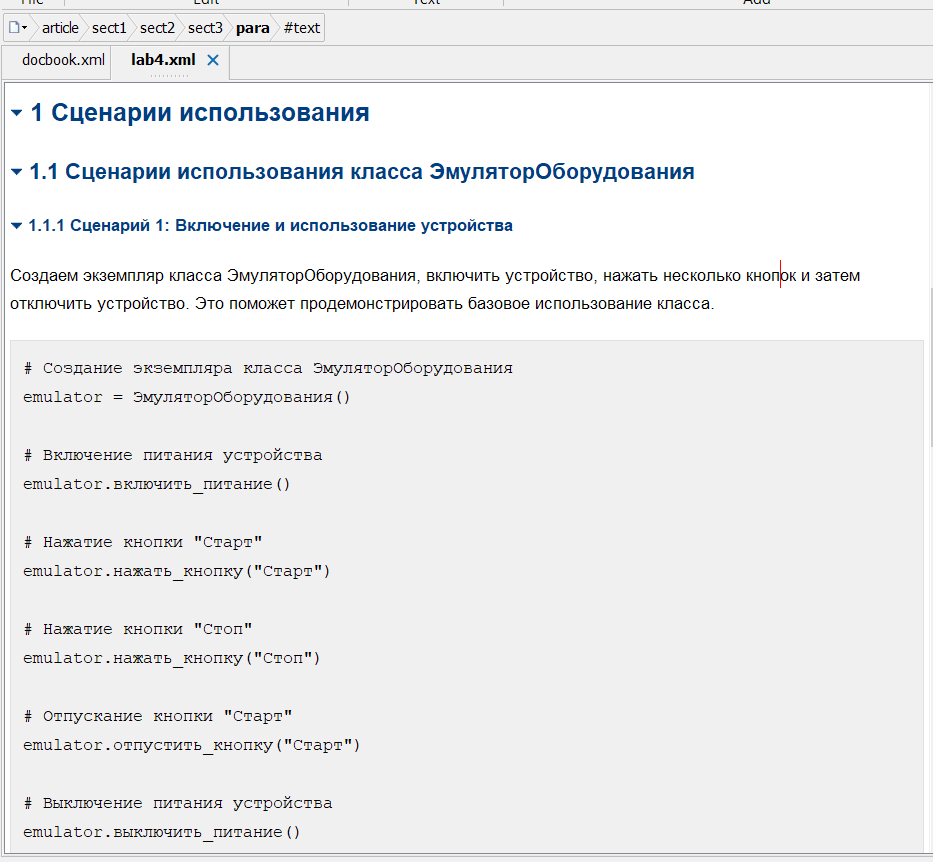 File Edit Text Add
article sect1 sect2 sect3 para #text
docbook.xml lab4.xml
1 Сценарии использования
1.1 Сценарии использования класса ЭмуляторОборудования
1.1.1 Сценарий 1: Включение и использование устройства
Создаем экземпляр класса ЭмуляторОборудования, включить устройство, нажать несколько кнопок и затем
отключить устройство. Это поможет продемонстрировать базовое использование класса.
# Создание экземпляра класса ЭмуляторОборудования
emulator = ЭмуляторОборудования()
# Включение питания устройства
emulator.включить_питание()
# Нажатие кнопки "Старт"
emulator.нажать_кнопку("Старт")
# Нажатие кнопки "Стоп"
emulator.нажать_кнопку("Стоп")
# Отпускание кнопки "Старт"
emulator.отпустить_кнопку("Старт")
# Выключение питания устройства
emulator.выключить_питание()